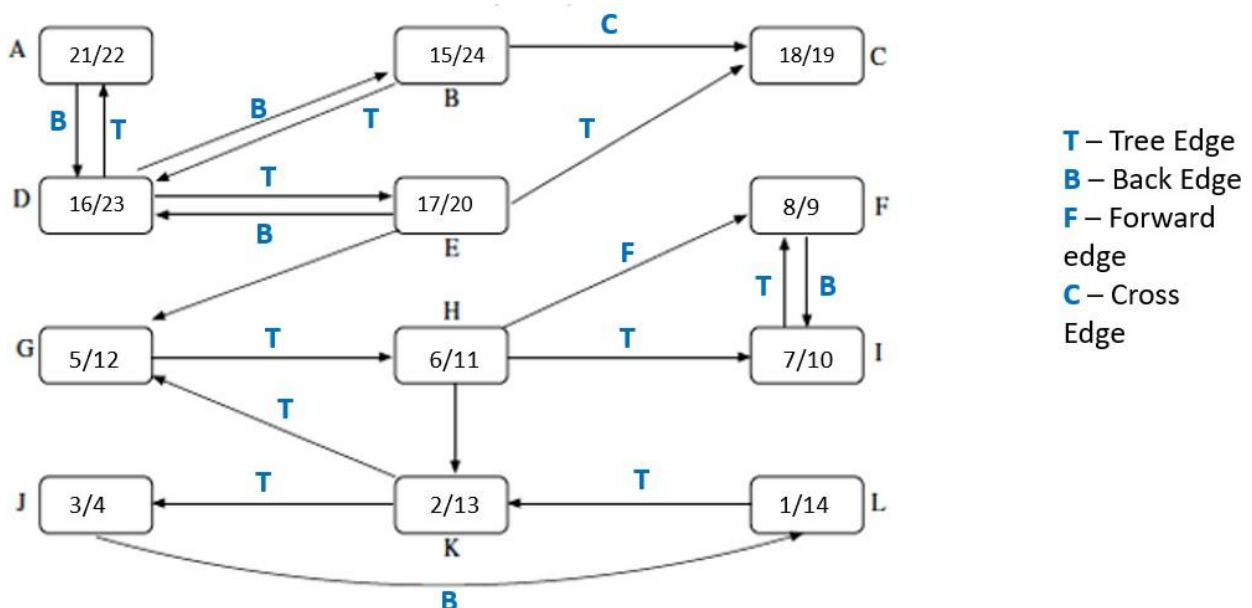 C
A
21/22
15/24
18/19
C
B
B
B
T
T
T
D
16/23
T
17/20
8/9
F
B
E
F
T
B
H
G
5/12
T
6/11
T
7/10
I
T
T
T
J
3/4
2/13
1/14
L
K
B
T – Tree Edge
B – Back Edge
F – Forward
edge
C – Cross
Edge